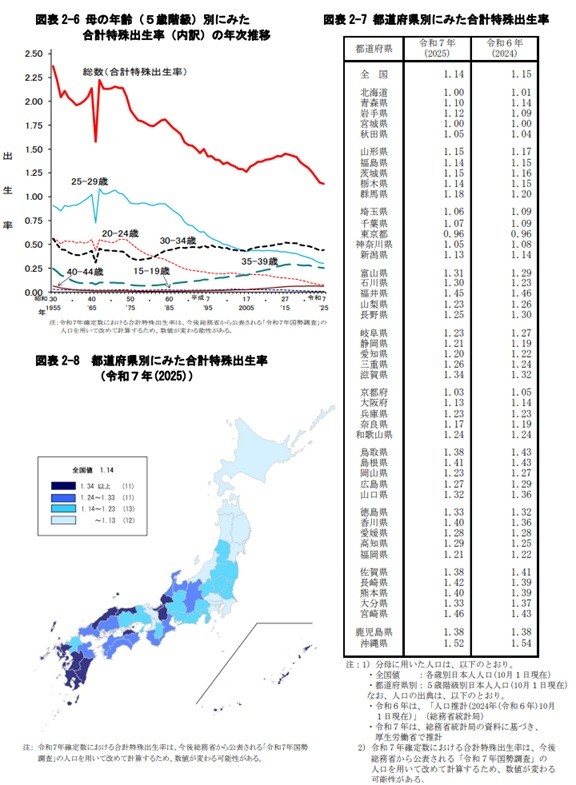 図表 2-6 母の年齢（５歳階級）別にみた
合計特殊出生率（内訳）の年次推移
2.50
2.25
2.00
1.75
1.50
1.25
1.00
0.75
0.50
0.25
0.00
出生率
総数（合計特殊出生率）
25-29歳
20-24歳
30-34歳
35-39歳
40-44歳
15-19歳
昭和 30 40 50 60 平成 7 17 27 令和 7
1955 '65 '75 '85 '95 2005 '15 '25
年
注：令和７年確定数における合計特殊出生率は、今後総務省から公表される「令和７年国勢調査」の
人口を用いて改めて計算するため、数値が変わる可能性がある。
図表 2-8 都道府県別にみた合計特殊出生率
（令和７年(2025)）
全国値 1.14
1.34 以上 (11)
1.24～1.33 (11)
1.14～1.23 (13)
～1.13 (12)
注： 令和７年確定数における合計特殊出生率は、今後総務省から公表される「令和７年国勢
調査」の人口を用いて改めて計算するため、数値が変わる可能性がある。
図表 2-7 都道府県別にみた合計特殊出生率
都道府県 令和７年 (2025) 令和６年 (2024)
全 国 1.14 1.15
北海道 1.00 1.01
青森県 1.10 1.14
岩手県 1.12 1.09
宮城県 1.00 1.00
秋田県 1.05 1.04
山形県 1.15 1.17
福島県 1.14 1.15
茨城県 1.15 1.16
栃木県 1.14 1.15
群馬県 1.18 1.20
埼玉県 1.06 1.09
千葉県 1.07 1.09
東京都 0.96 0.96
神奈川県 1.05 1.08
新潟県 1.13 1.14
富山県 1.31 1.29
石川県 1.30 1.23
福井県 1.45 1.46
山梨県 1.23 1.26
長野県 1.25 1.30
岐阜県 1.23 1.27
静岡県 1.21 1.19
愛知県 1.20 1.22
三重県 1.26 1.24
滋賀県 1.34 1.32
京都府 1.03 1.05
大阪府 1.13 1.14
兵庫県 1.23 1.23
奈良県 1.17 1.19
和歌山県 1.24 1.24
鳥取県 1.38 1.43
島根県 1.41 1.43
岡山県 1.23 1.27
広島県 1.27 1.29
山口県 1.32 1.36
徳島県 1.33 1.32
香川県 1.40 1.36
愛媛県 1.28 1.28
高知県 1.29 1.25
福岡県 1.21 1.22
佐賀県 1.38 1.41
長崎県 1.42 1.39
熊本県 1.40 1.39
大分県 1.33 1.37
宮崎県 1.46 1.43
鹿児島県 1.38 1.38
沖縄県 1.52 1.54
注：1）分母に用いた人口は、以下のとおり。
・全国値 ：各歳別日本人人口(10月１日現在)
・都道府県別：５歳階級別日本人人口(10月１日現在)
なお、人口の出典は、以下のとおり。
・令和６年は、「人口推計(2024年(令和６年)10月
１日現在)」（総務省統計局）
・令和７年は、総務省統計局の資料に基づき、
厚生労働省で推計
2）令和７年確定数における合計特殊出生率は、今後
総務省から公表される「令和７年国勢調査」の
人口を用いて改めて計算するため、数値が変わる
可能性がある。